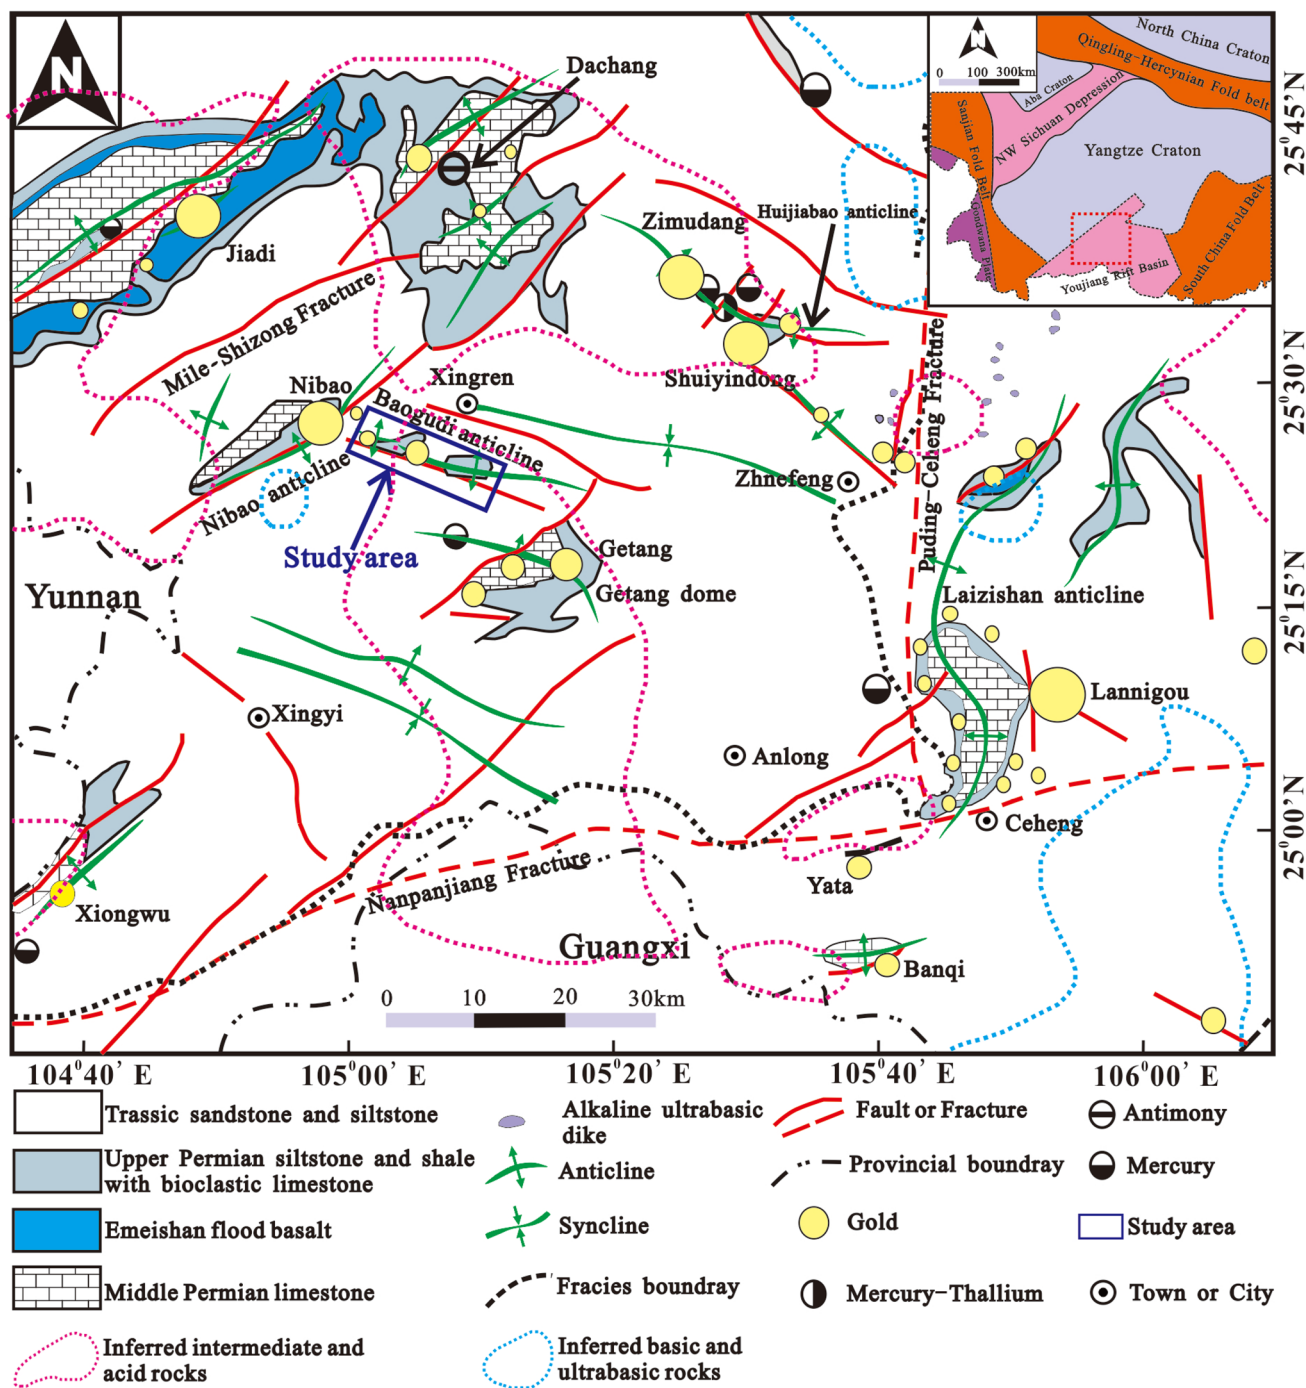 N
Dachang
N
0 100 300km
North China Craton
Qingling-Hercynian Fold belt
Aba Craton
NW Sichuan Depression
Sanjian Fold Belt
Yangtze Craton
Gondwana Plate
Youjiang Rift Basin
South China Fold Belt
25°45′N
Zimudang
Huijiabao anticline
Jiadi
Mile-Shizong Fracture
Shuiyindong
Puding-Ceheng Fracture
25°30′N
Nibao
Xingren
Baogudi anticline
Nibao anticline
Zhnefeng
Study area
Getang
Getang dome
Yunnan
Laizishan anticline
25°15′N
Lannigou
Xingyi
Anlong
Ceheng
25°00′N
Nanpanjiang Fracture
Yata
Xiongwu
Guangxi
Banqi
0 10 20 30km
104°40′ E
105°00′ E
105°20′ E
105°40′ E
106°00′ E
Trassic sandstone and siltstone
Upper Permian siltstone and shale
with bioclastic limestone
Emeishan flood basalt
Middle Permian limestone
Inferred intermediate and
acid rocks
Alkaline ultrabasic
dike
Anticline
Syncline
Fracies boundray
Inferred basic and
ultrabasic rocks
Fault or Fracture
Provincial boundray
Gold
Mercury-Thallium
Antimony
Mercury
Study area
Town or City